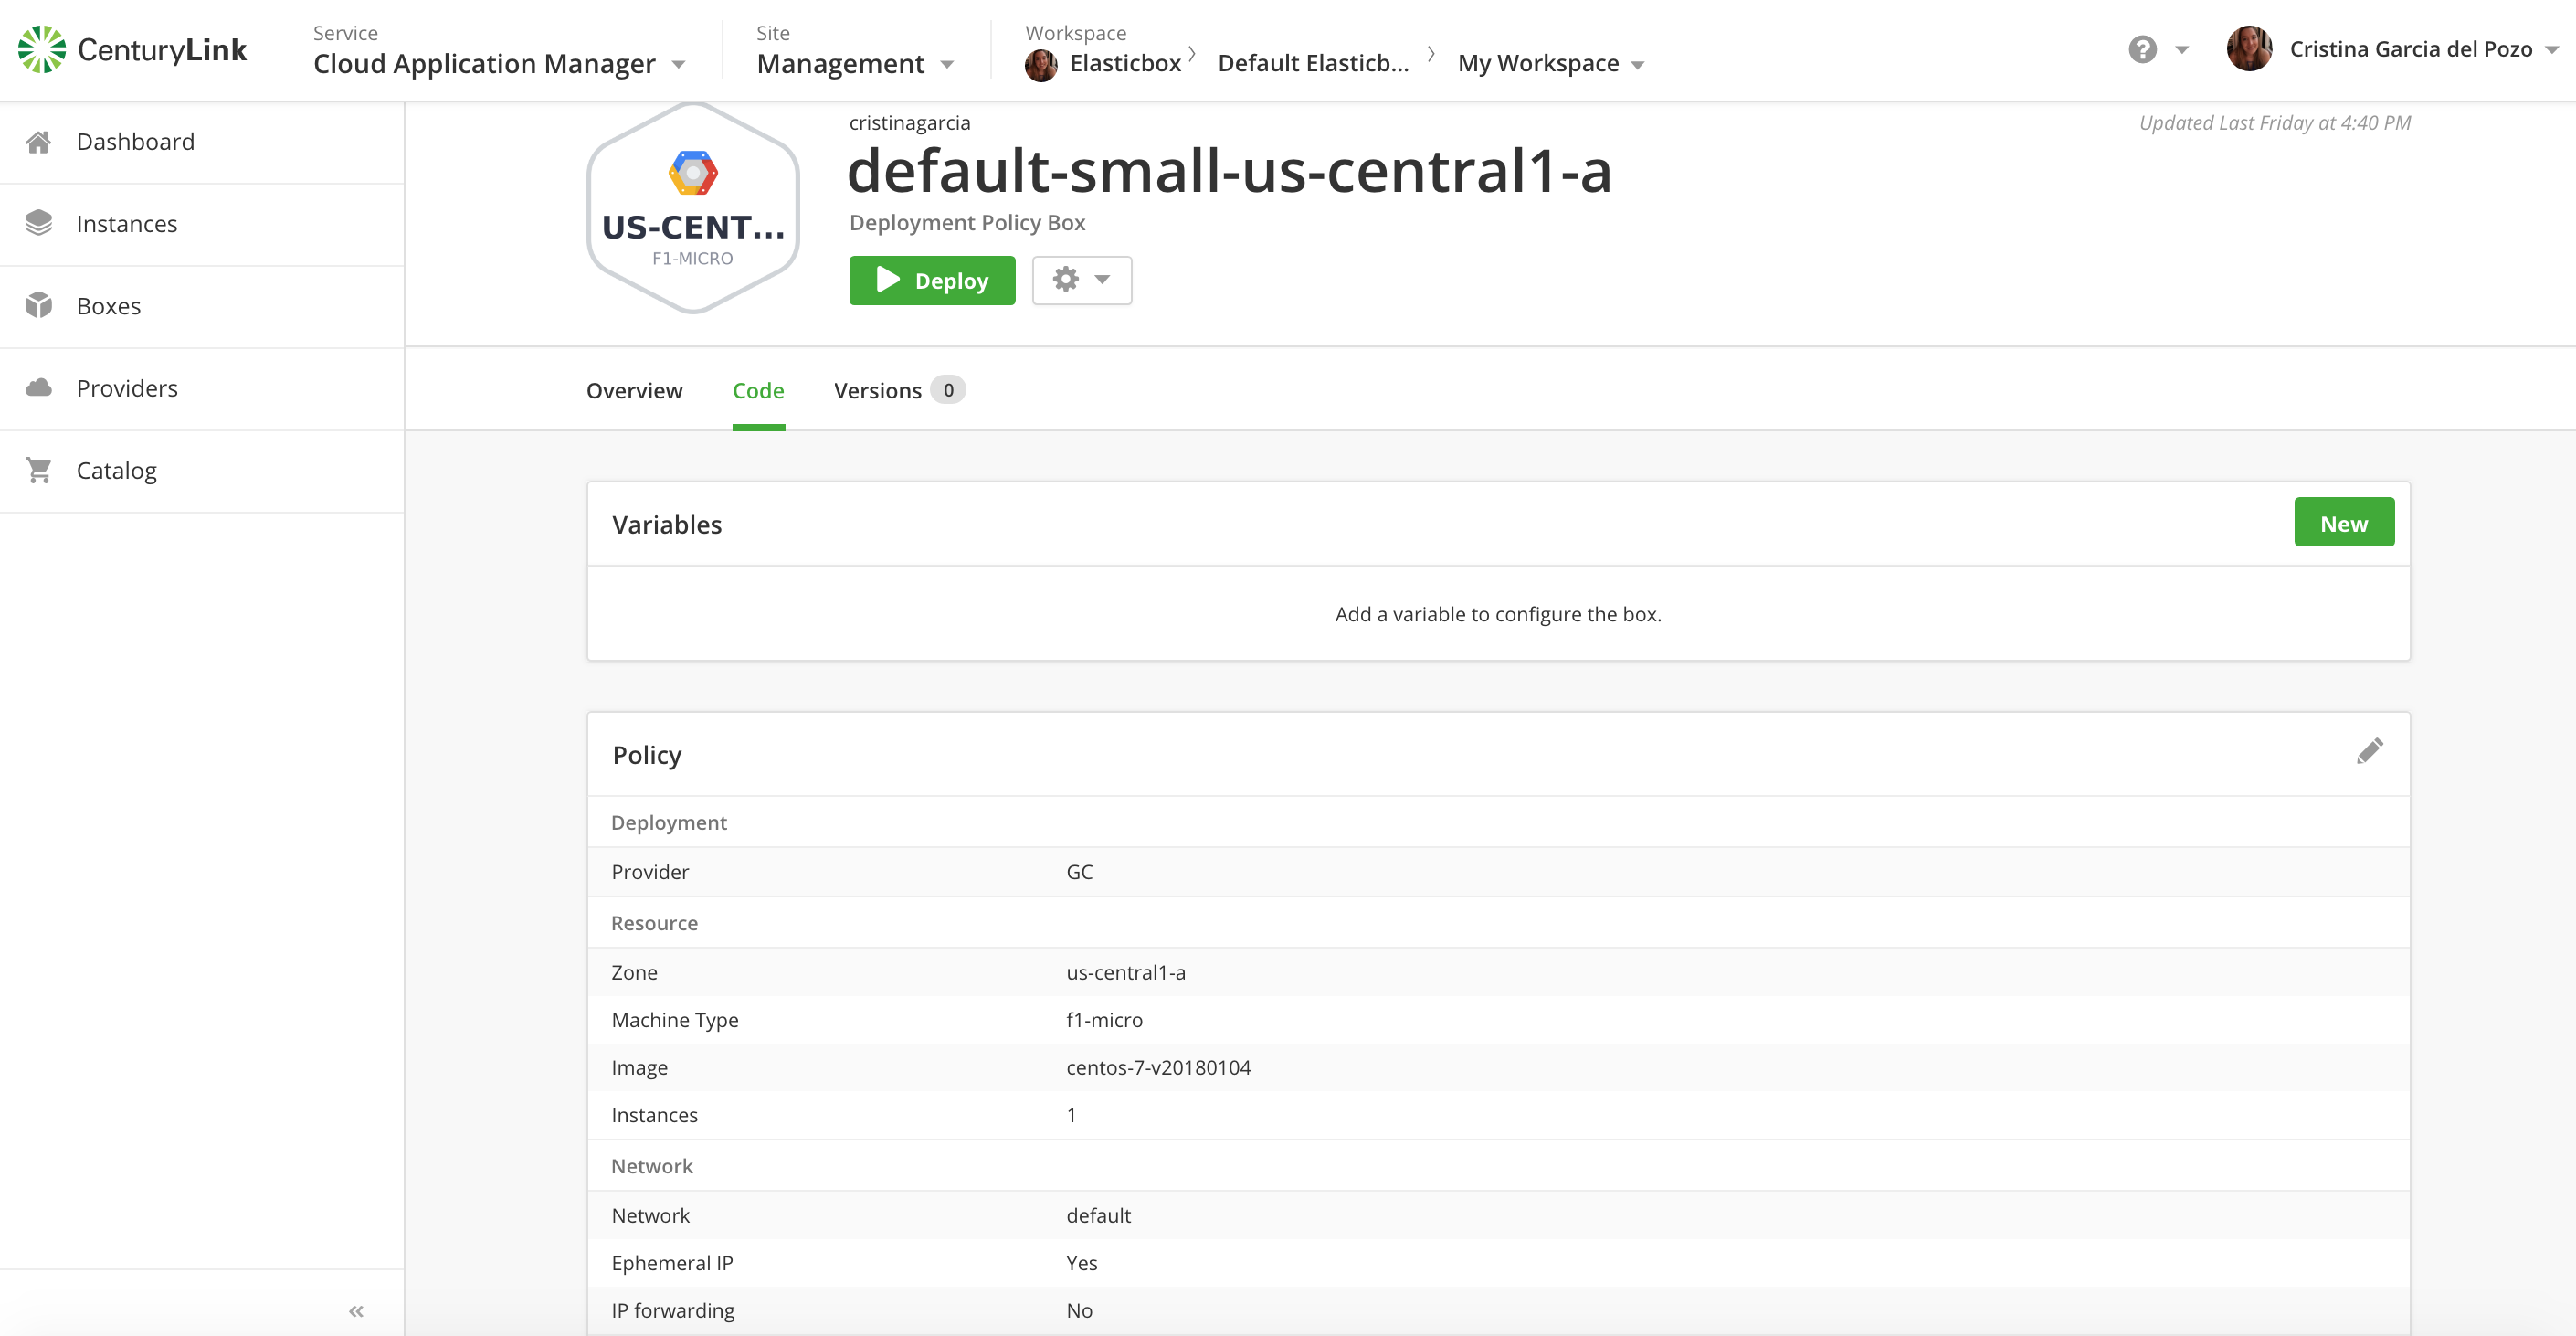 CenturyLink
Service
Cloud Application Manager
Site
Management
Workspace
Elasticbox
Default Elasticb...
My Workspace
?
Cristina Garcia del Pozo
Dashboard
Instances
Boxes
Providers
Catalog
«
US-CENT...
F1-MICRO
cristinagarcia
Updated Last Friday at 4:40 PM
default-small-us-central1-a
Deployment Policy Box
Deploy
Overview
Code
Versions 0
Variables
New
Add a variable to configure the box.
Policy
Deployment
Provider GC
Resource
Zone us-central1-a
Machine Type f1-micro
Image centos-7-v20180104
Instances 1
Network
Network default
Ephemeral IP Yes
IP forwarding No